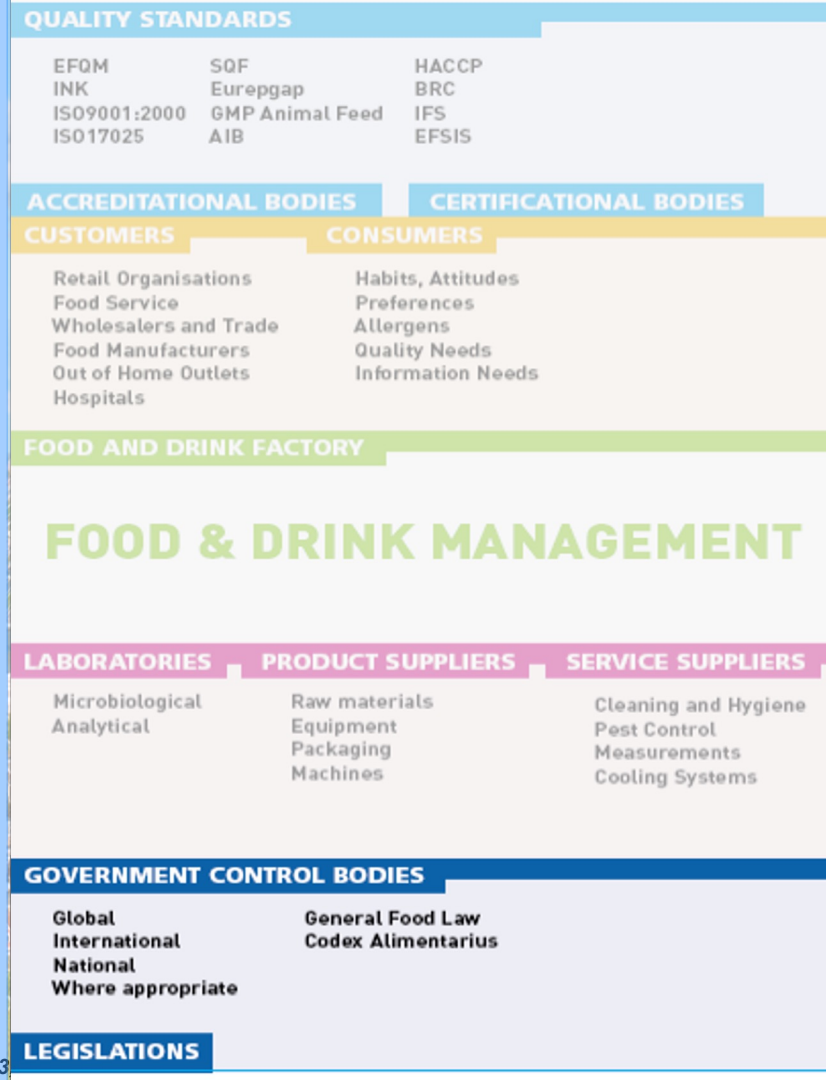 QUALITY STANDARDS
EFQM SQF HACCP
INK Eurepgap BRC
ISO9001:2000 GMP Animal Feed IFS
ISO17025 AIB EFSIS
ACCREDITATIONAL BODIES CERTIFICATIONAL BODIES
CUSTOMERS CONSUMERS
Retail Organisations Habits, Attitudes
Food Service Preferences
Wholesalers and Trade Allergens
Food Manufacturers Quality Needs
Out of Home Outlets Information Needs
Hospitals
FOOD AND DRINK FACTORY
FOOD & DRINK MANAGEMENT
LABORATORIES PRODUCT SUPPLIERS SERVICE SUPPLIERS
Microbiological Raw materials Cleaning and Hygiene
Analytical Equipment Pest Control
Packaging Measurements
Machines Cooling Systems
GOVERNMENT CONTROL BODIES
Global General Food Law
International Codex Alimentarius
National
Where appropriate
LEGISLATIONS
3